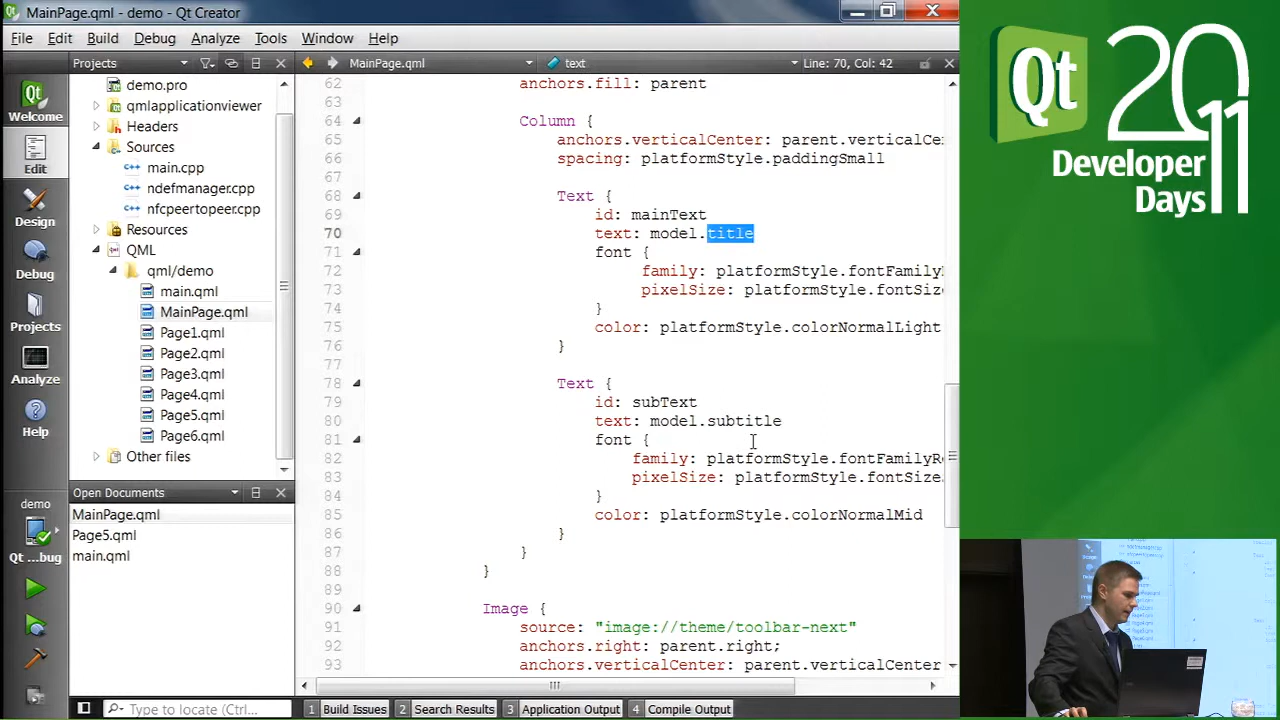 MainPage.qml - demo - Qt Creator
File Edit Build Debug Analyze Tools Window Help
Projects
MainPage.qml
text
Line: 70, Col: 42
Welcome
Edit
Design
Debug
Projects
Analyze
Help
demo
Qt ...bug
demo.pro
qmlapplicationviewer
Headers
Sources
main.cpp
ndefmanager.cpp
nfcpeertopeer.cpp
Resources
QML
qml/demo
main.qml
MainPage.qml
Page1.qml
Page2.qml
Page3.qml
Page4.qml
Page5.qml
Page6.qml
Other files
Open Documents
MainPage.qml
Page5.qml
main.qml
62 anchors.fill: parent
63
64 Column {
65 anchors.verticalCenter: parent.verticalCe
66 spacing: platformStyle.paddingSmall
67
68 Text {
69 id: mainText
70 text: model.title
71 font {
72 family: platformStyle.fontFamily
73 pixelSize: platformStyle.fontSiz
74 }
75 color: platformStyle.colorNormalLight
76 }
77
78 Text {
79 id: subText
80 text: model.subtitle
81 font {
82 family: platformStyle.fontFamilyR
83 pixelSize: platformStyle.fontSize
84 }
85 color: platformStyle.colorNormalMid
86 }
87 }
88 }
89
90 Image {
91 source: "image://theme/toolbar-next"
92 anchors.right: parent.right;
93 anchors.verticalCenter: parent.verticalCenter
Type to locate (Ctrl...
1 Build Issues 2 Search Results 3 Application Output 4 Compile Output
Qt 2011
Developer
Days